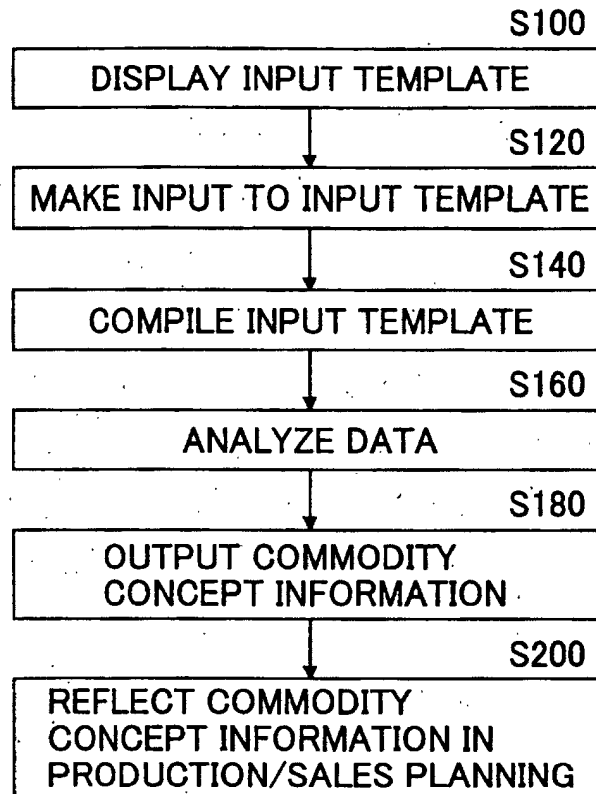 S100
DISPLAY INPUT TEMPLATE
S120
MAKE INPUT TO INPUT TEMPLATE
S140
COMPILE INPUT TEMPLATE
S160
ANALYZE DATA
S180
OUTPUT COMMODITY
CONCEPT INFORMATION
S200
REFLECT COMMODITY
CONCEPT INFORMATION IN
PRODUCTION/SALES PLANNING